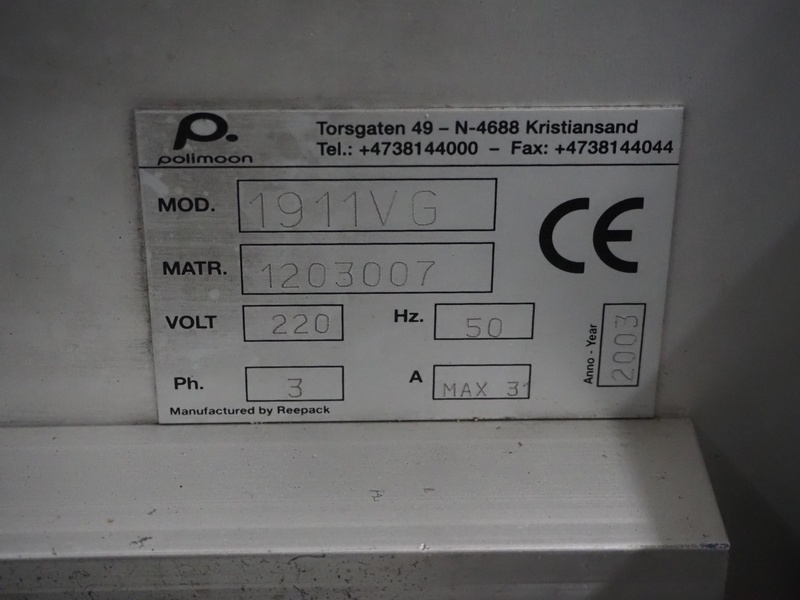 polimoon
Torsgaten 49 – N-4688 Kristiansand
Tel.: +4738144000 – Fax: +4738144044
MOD. 1911VG
MATR. 1203007
VOLT 220 Hz. 50
Ph. 3 A MAX 31
Anno - Year 2003
CE
Manufactured by Reepack